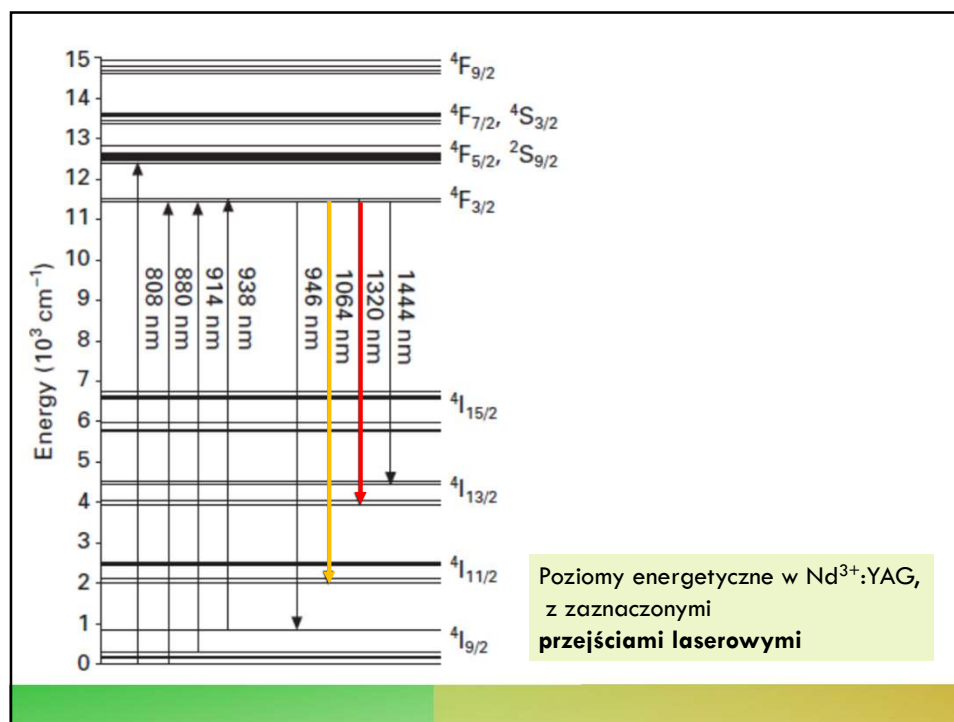 15
14
13
12
11
10
9
8
7
6
5
4
3
2
1
0
Energy (10³ cm⁻¹)
⁴F₉/₂
⁴F₇/₂, ⁴S₃/₂
⁴F₅/₂, ²S₉/₂
⁴F₃/₂
808 nm
880 nm
914 nm
938 nm
946 nm
1064 nm
1320 nm
1444 nm
⁴I₁₅/₂
⁴I₁₃/₂
⁴I₁₁/₂
⁴I₉/₂
Poziomy energetyczne w Nd³⁺:YAG,
z zaznaczonymi
przejściami laserowymi